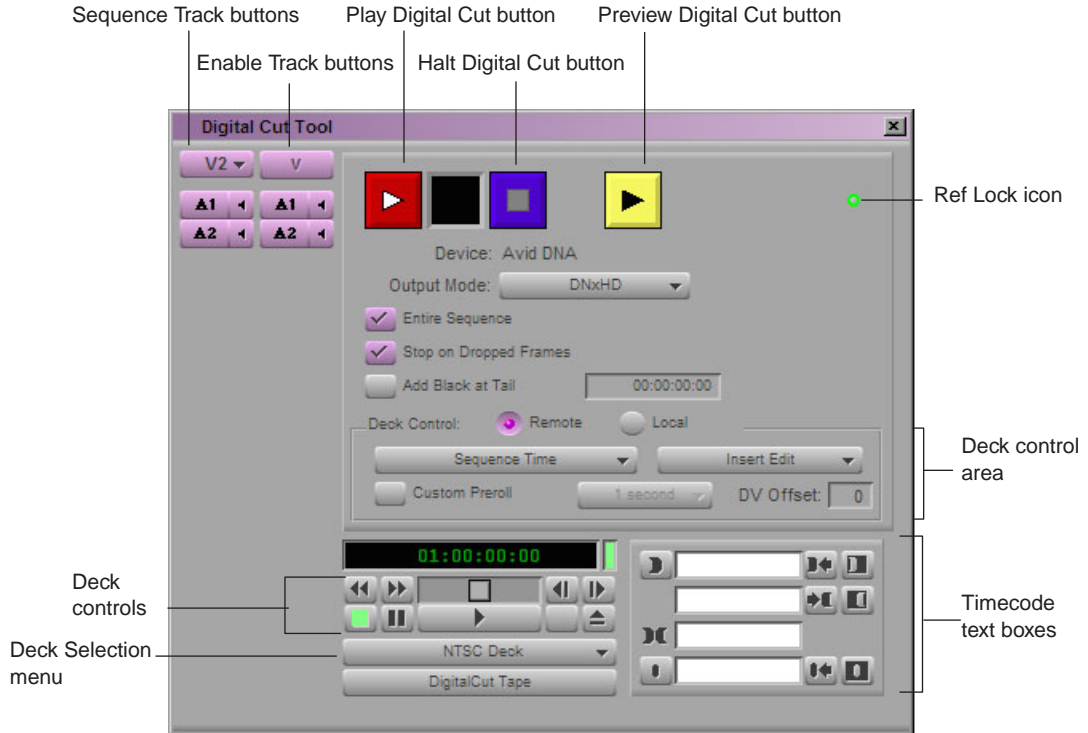 Sequence Track buttons
Play Digital Cut button
Preview Digital Cut button
Enable Track buttons
Halt Digital Cut button
Digital Cut Tool
V2
V
A1
A1
A2
A2
Ref Lock icon
Device: Avid DNA
Output Mode: DNxHD
Entire Sequence
Stop on Dropped Frames
Add Black at Tail 00:00:00:00
Deck Control: Remote Local
Sequence Time
Insert Edit
Custom Preroll 1 second DV Offset: 0
Deck control
area
01:00:00:00
Deck
controls
Timecode
text boxes
Deck Selection
menu
NTSC Deck
DigitalCut Tape